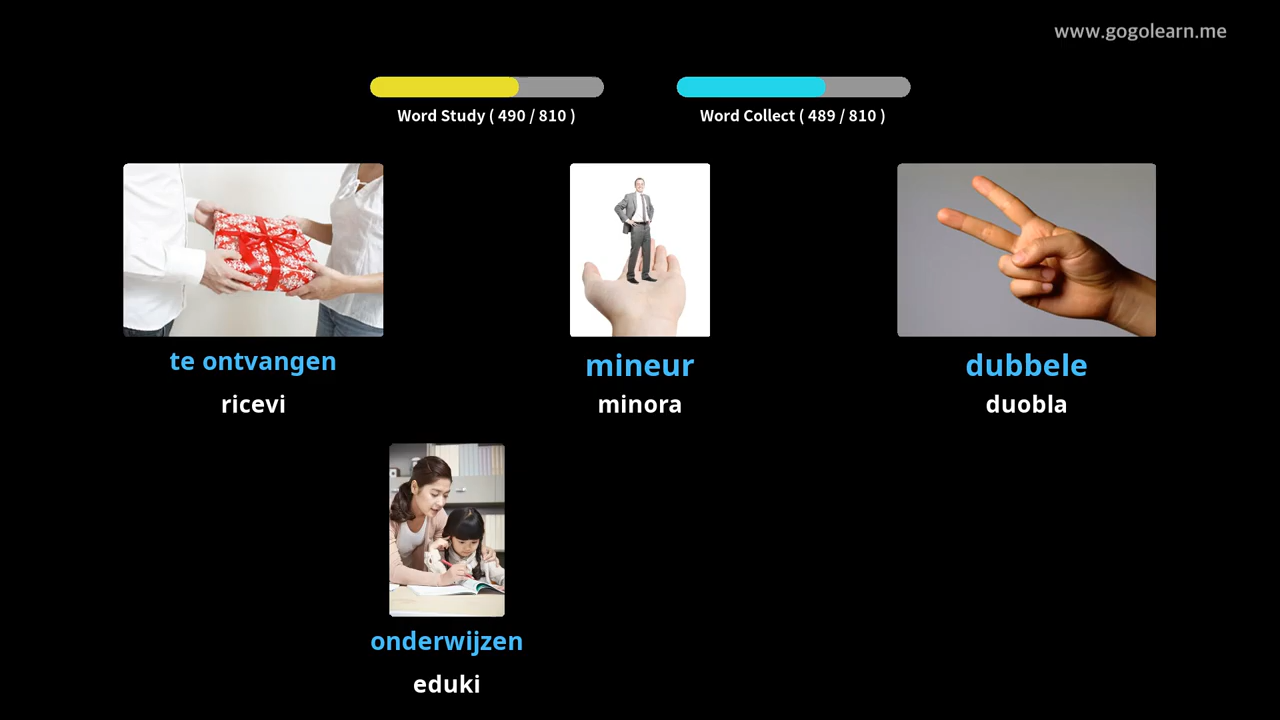 www.gogolearn.me
Word Study ( 490 / 810 )
Word Collect ( 489 / 810 )
te ontvangen
ricevi
mineur
minora
dubbele
duobla
onderwijzen
eduki